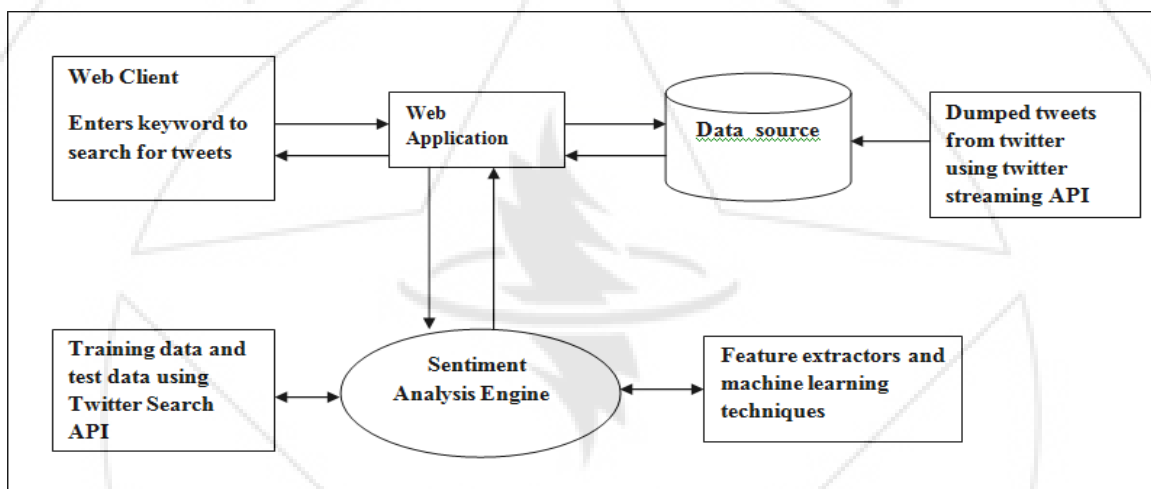 Web Client
Enters keyword to
search for tweets
Web
Application
Data source
Dumped tweets
from twitter
using twitter
streaming API
Training data and
test data using
Twitter Search
API
Sentiment
Analysis Engine
Feature extractors and
machine learning
techniques